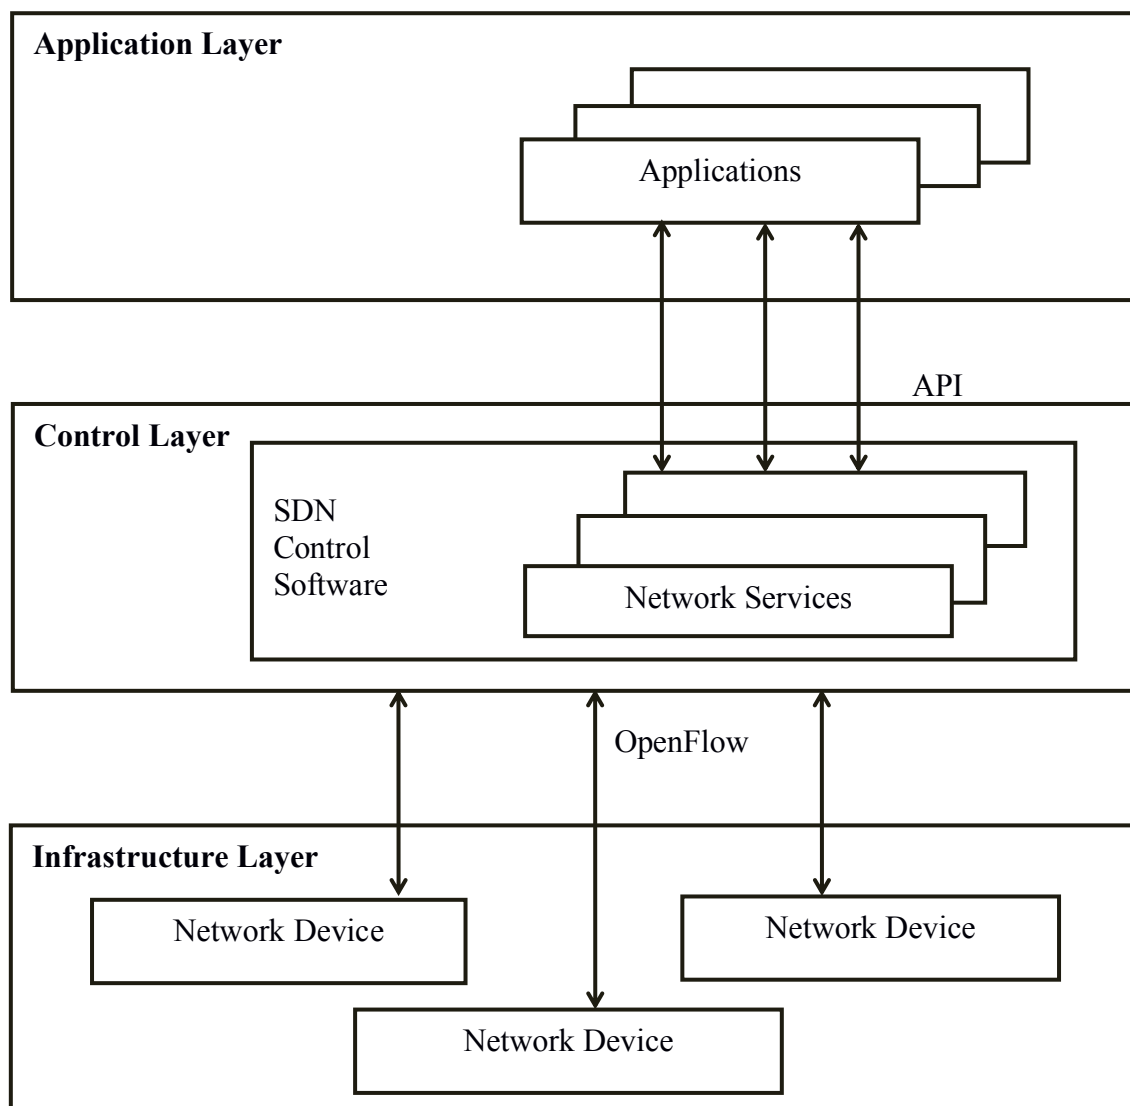 Application Layer
Applications
API
Control Layer
SDN
Control
Software
Network Services
OpenFlow
Infrastructure Layer
Network Device
Network Device
Network Device